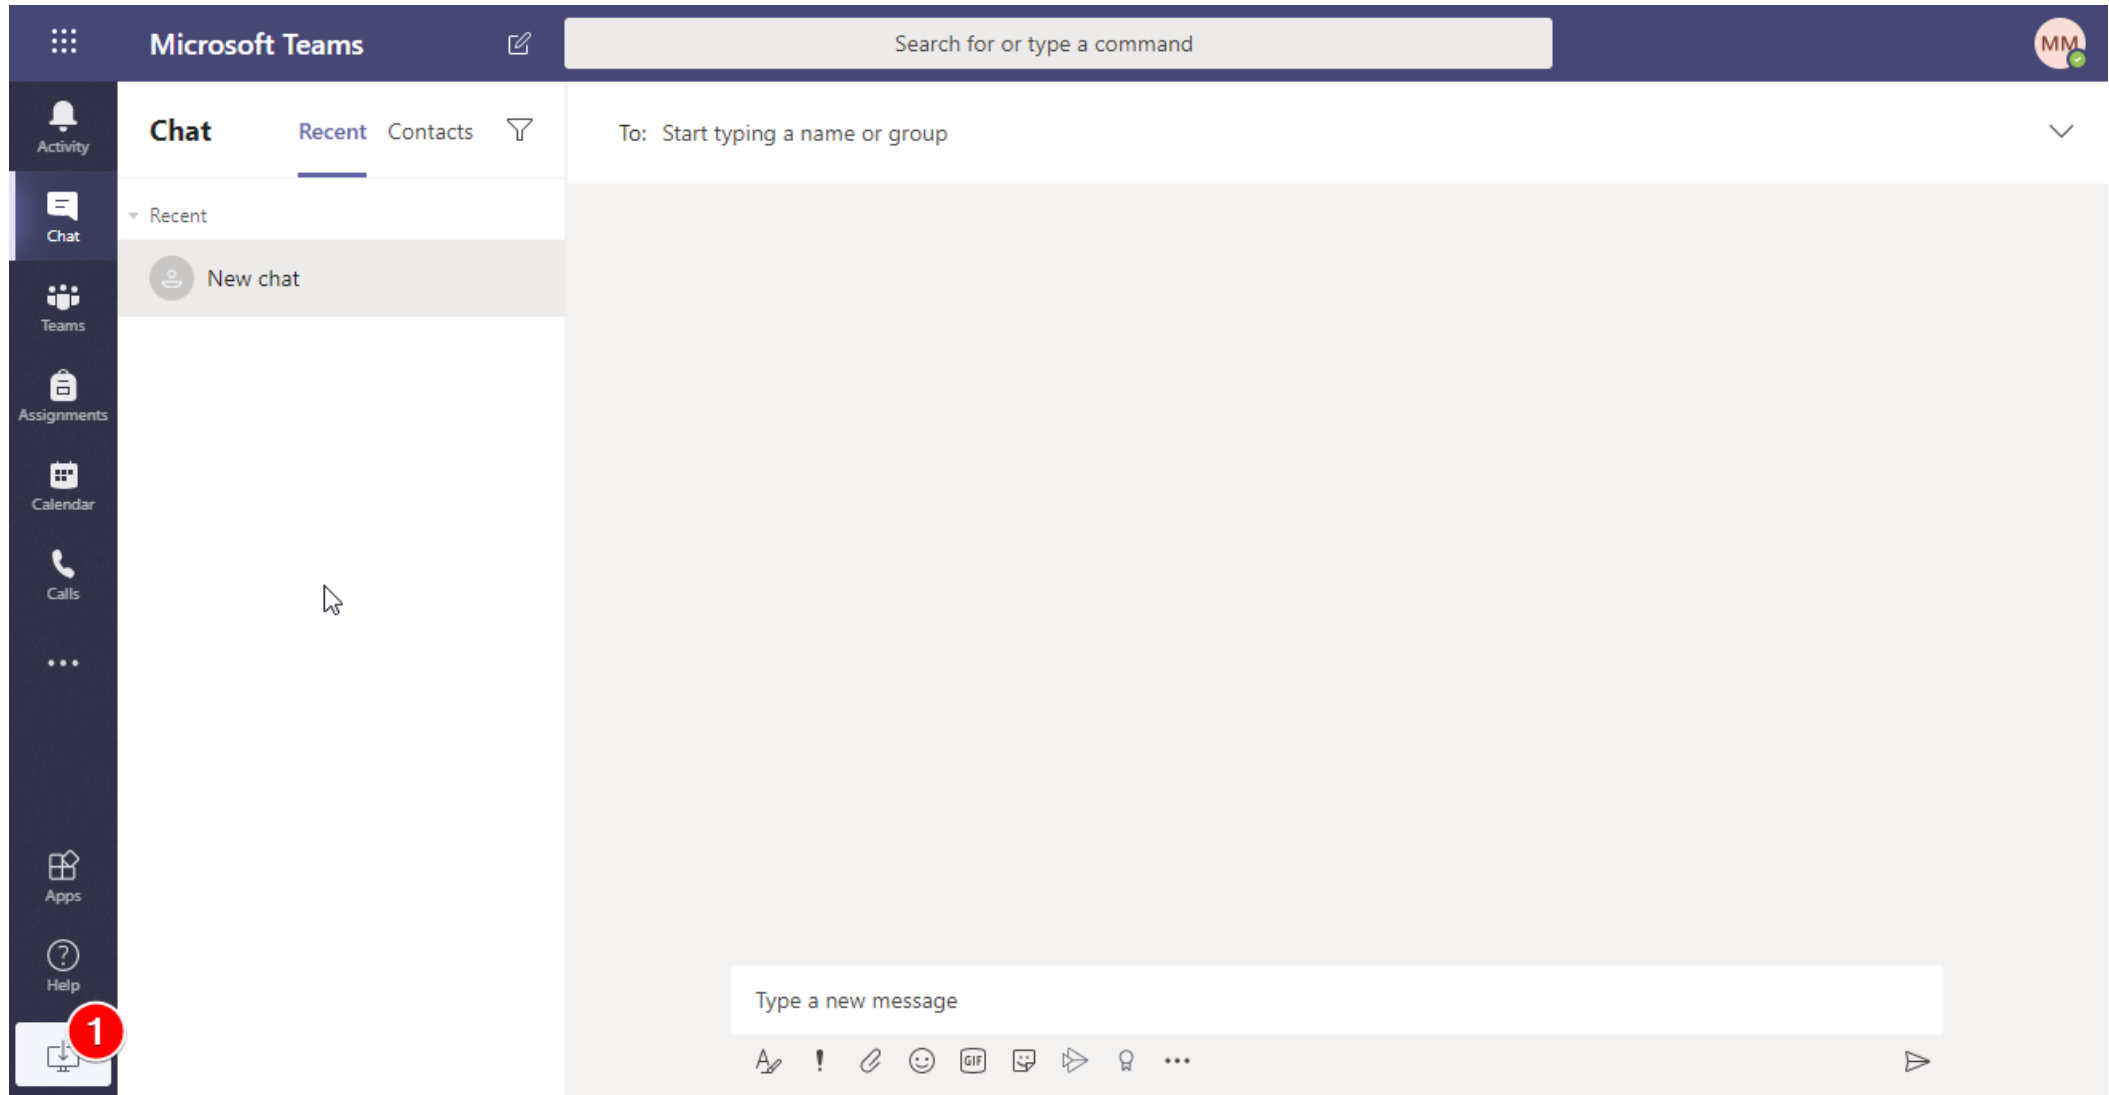 Microsoft Teams
Search for or type a command
MM
Activity
Chat
Teams
Assignments
Calendar
Calls
Apps
Help
1
Chat Recent Contacts
Recent
New chat
To: Start typing a name or group
Type a new message
GIF